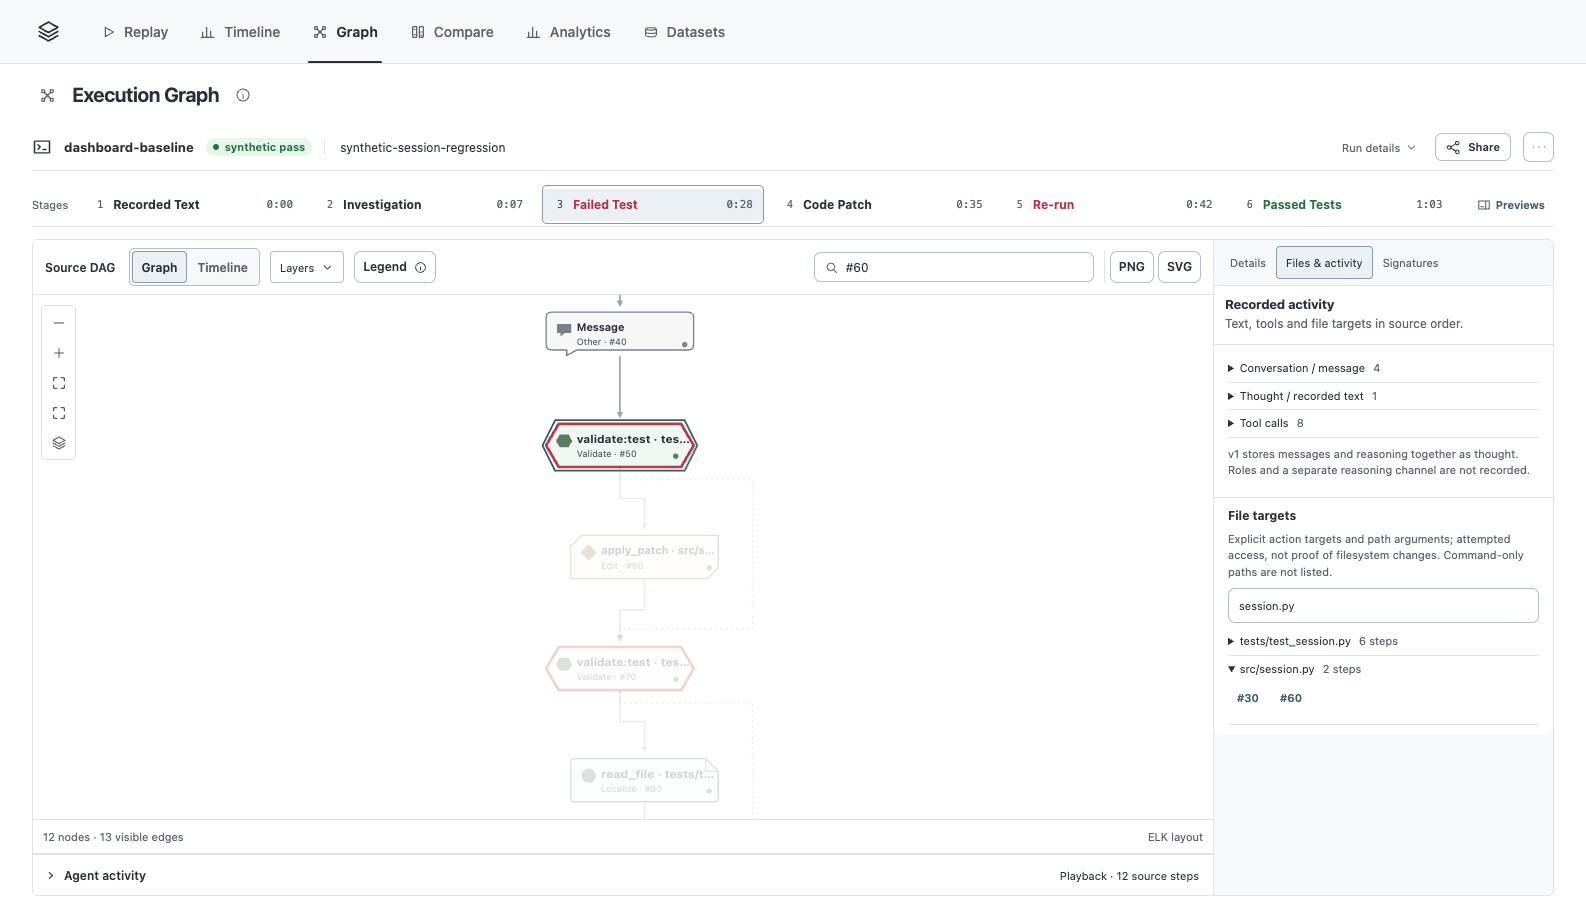 Replay
Timeline
Graph
Compare
Analytics
Datasets
Execution Graph
dashboard-baseline
synthetic pass
synthetic-session-regression
Run details
Share
...
Stages
1 Recorded Text 0:00
2 Investigation 0:07
3 Failed Test 0:28
4 Code Patch 0:35
5 Re-run 0:42
6 Passed Tests 1:03
Previews
Source DAG
Graph
Timeline
Layers
Legend
#60
PNG
SVG
Message
Other · #40
validate:test · tes...
Validate · #50
apply_patch · src/s...
Edit · #60
validate:test · tes...
Validate · #70
read_file · tests/t...
Localize · #80
12 nodes · 13 visible edges
ELK layout
Agent activity
Playback · 12 source steps
Details
Files & activity
Signatures
Recorded activity
Text, tools and file targets in source order.
Conversation / message 4
Thought / recorded text 1
Tool calls 8
v1 stores messages and reasoning together as thought.
Roles and a separate reasoning channel are not recorded.
File targets
Explicit action targets and path arguments; attempted
access, not proof of filesystem changes. Command-only
paths are not listed.
session.py
tests/test_session.py 6 steps
src/session.py 2 steps
#30 #60